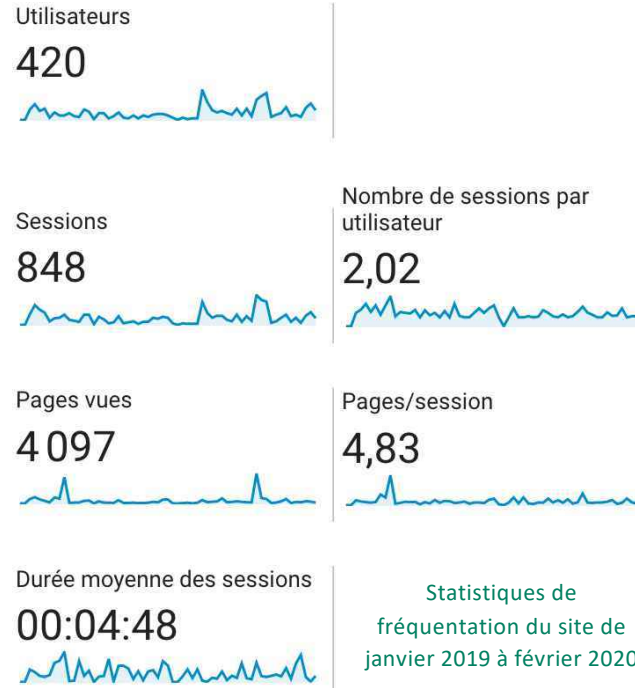 Utilisateurs
420
Sessions
848
Nombre de sessions par
utilisateur
2,02
Pages vues
4 097
Pages/session
4,83
Durée moyenne des sessions
00:04:48
Statistiques de
fréquentation du site de
janvier 2019 à février 2020